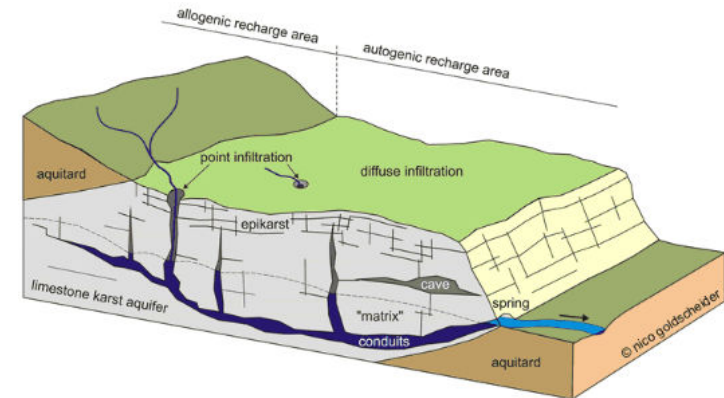 allogenic recharge area
autogenic recharge area
point infiltration
diffuse infiltration
aquitard
epikarst
cave
spring
limestone karst aquifer
"matrix"
conduits
aquitard
© nico goldscheider